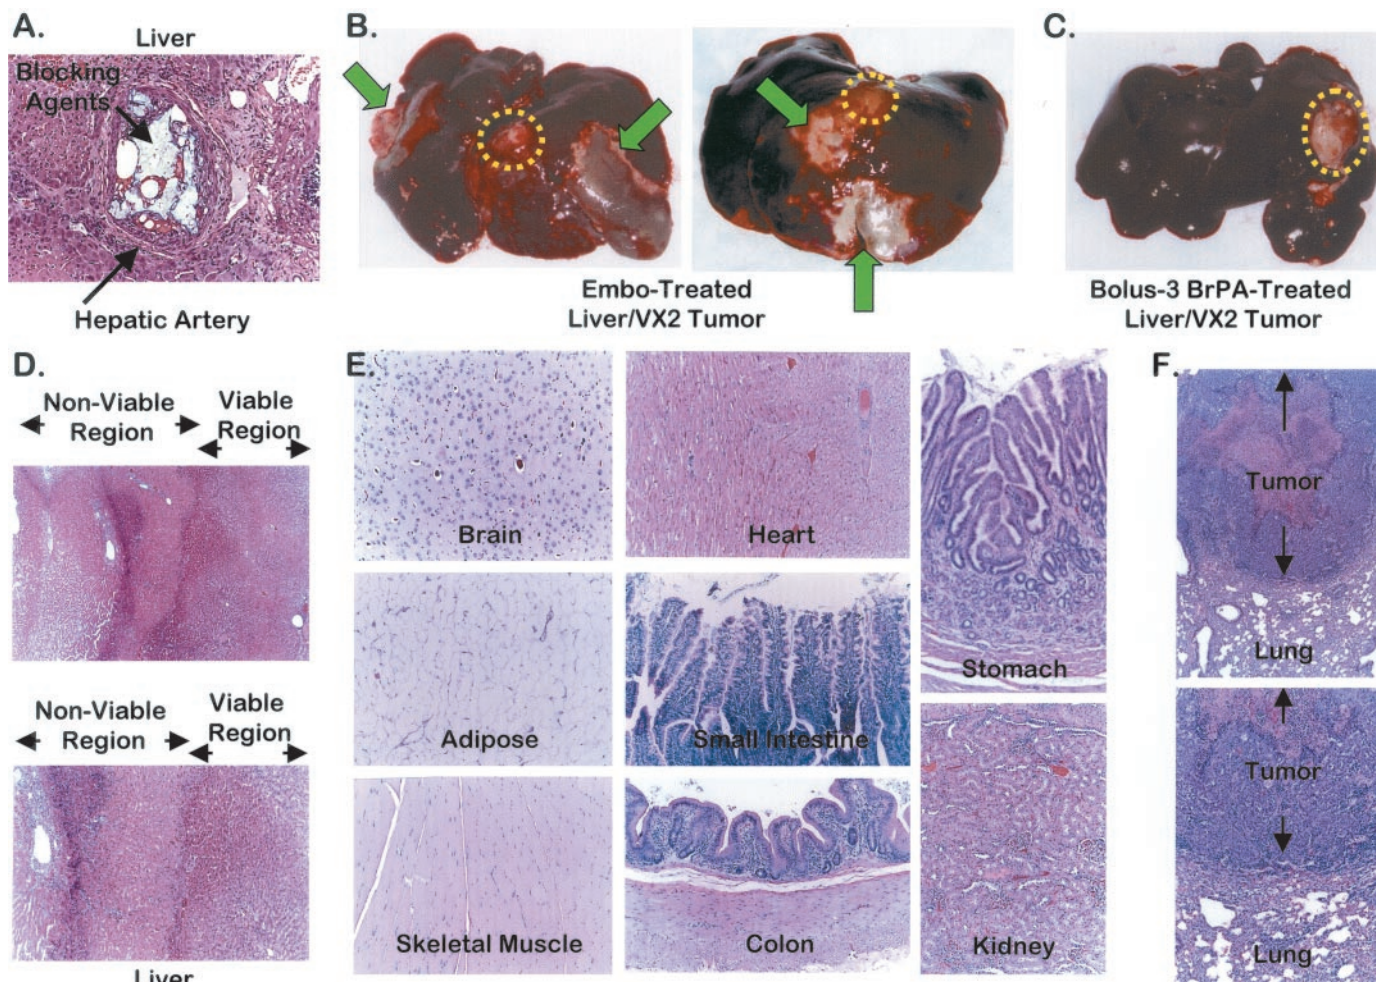 A.
Liver
Blocking
Agents
Hepatic Artery
B.
Embo-Treated
Liver/VX2 Tumor
C.
Bolus-3 BrPA-Treated
Liver/VX2 Tumor
D.
Non-Viable
Region
Viable
Region
Non-Viable
Region
Viable
Region
Liver
E.
Brain
Heart
Stomach
Adipose
Small Intestine
Skeletal Muscle
Colon
Kidney
F.
Tumor
Lung
Tumor
Lung